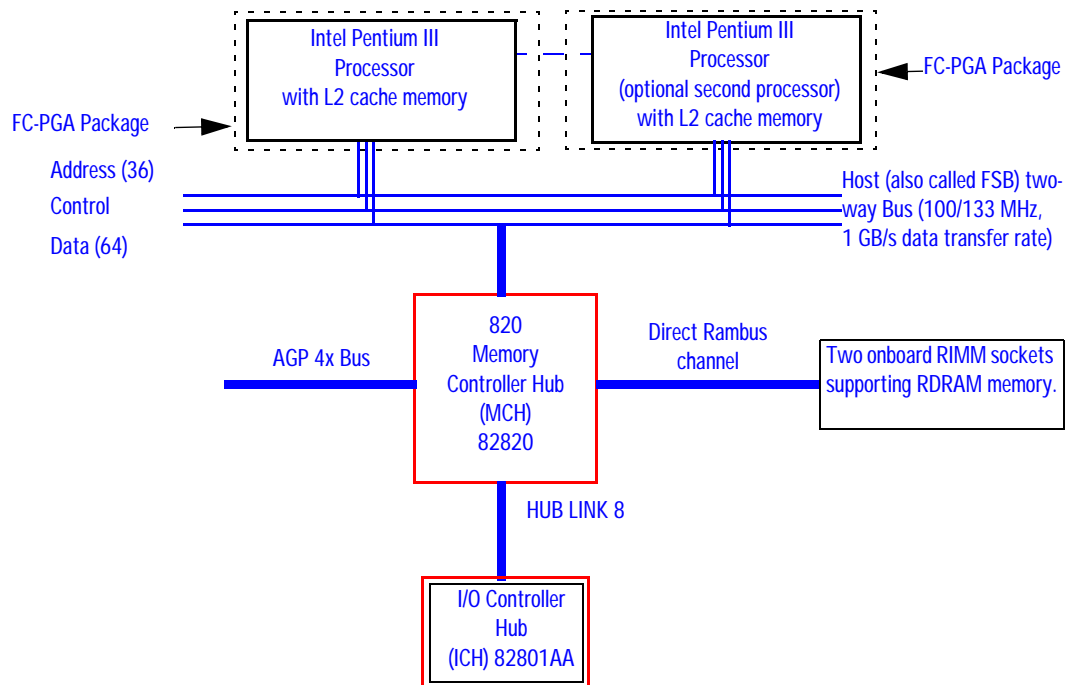 Intel Pentium III
Processor
with L2 cache memory
Intel Pentium III
Processor
(optional second processor)
with L2 cache memory
FC-PGA Package
FC-PGA Package
Address (36)
Control
Data (64)
Host (also called FSB) two-
way Bus (100/133 MHz,
1 GB/s data transfer rate)
820
Memory
Controller Hub
(MCH)
82820
AGP 4x Bus
Direct Rambus
channel
Two onboard RIMM sockets
supporting RDRAM memory.
HUB LINK 8
I/O Controller
Hub
(ICH) 82801AA